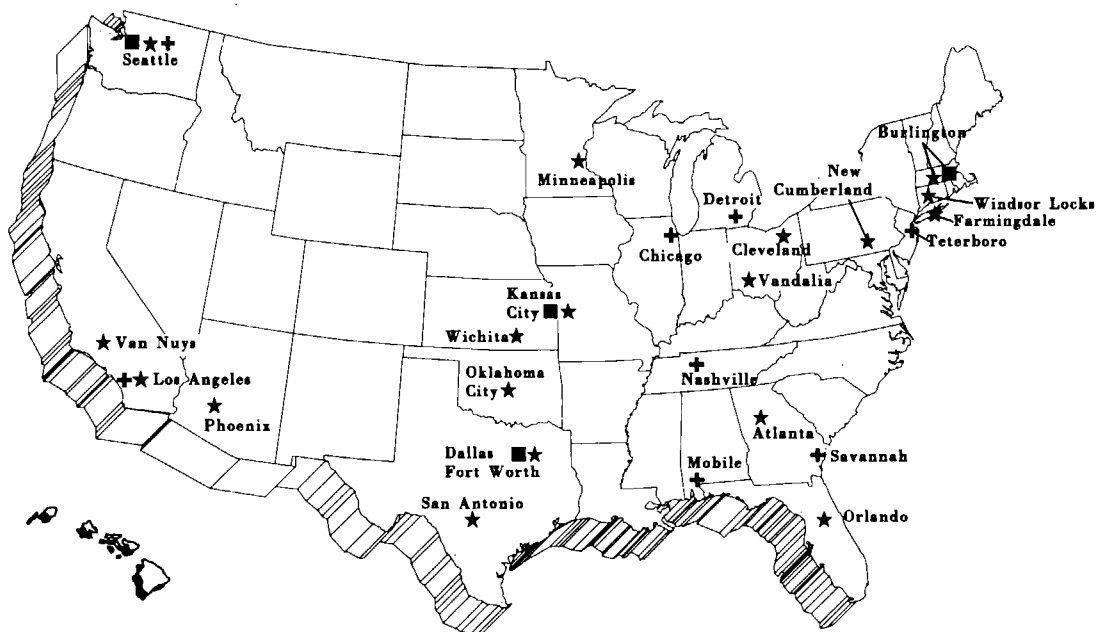 Seattle
Burlington
Minneapolis
New
Cumberland
Detroit
Windsor Locks
Farmingdale
Teterboro
Chicago
Cleveland
Vandalia
Kansas
City
Wichita
Van Nuys
Los Angeles
Oklahoma
City
Nashville
Phoenix
Atlanta
Dallas
Fort Worth
Mobile
Savannah
San Antonio
Orlando